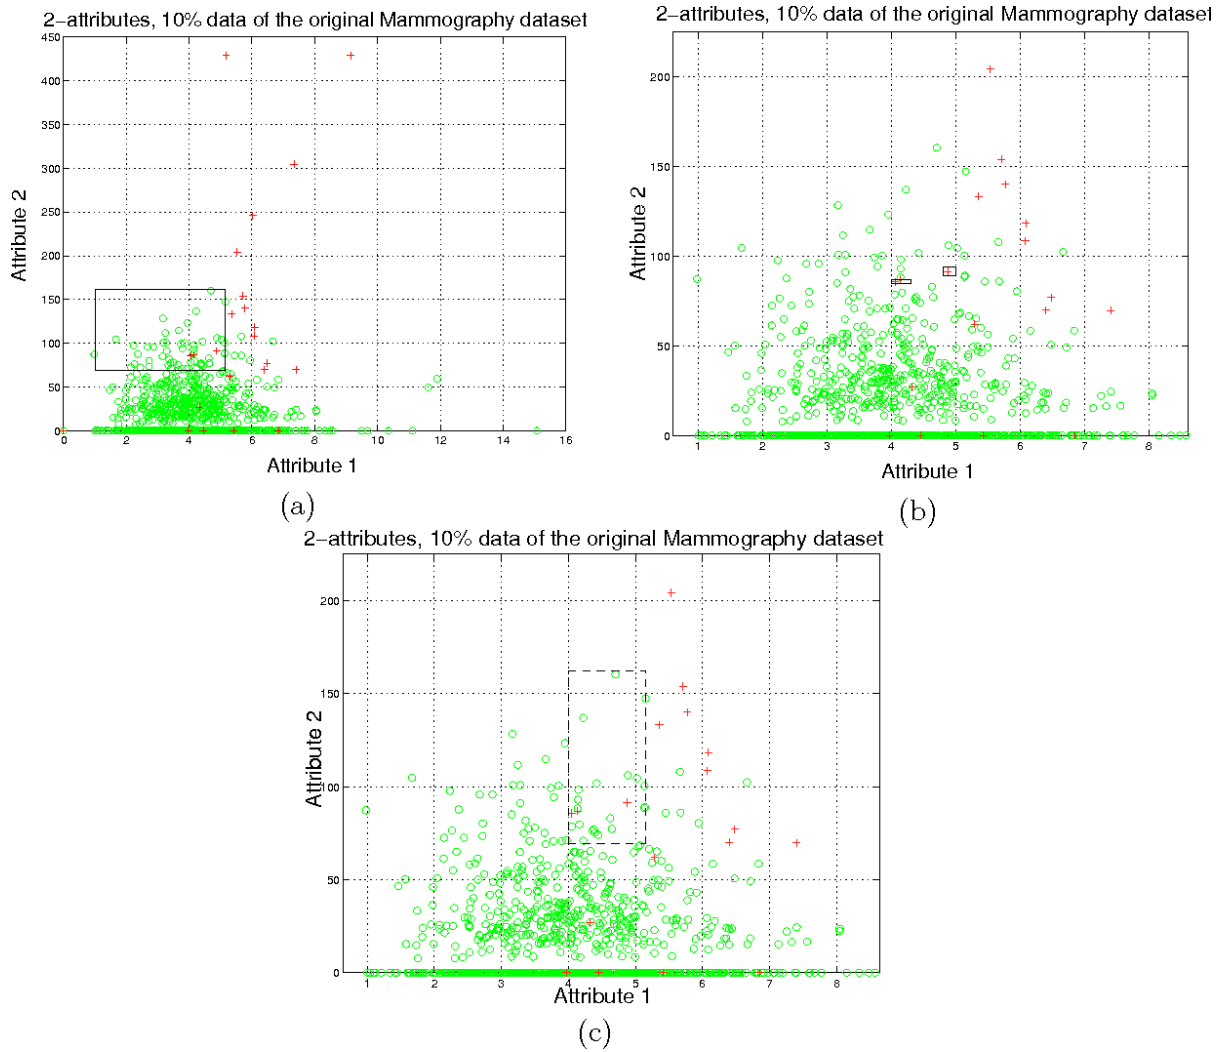 2-attributes, 10% data of the original Mammography dataset
450
400
350
300
250
200
150
100
50
0
0 2 4 6 8 10 12 14 16
Attribute 2
Attribute 1
(a)
2-attributes, 10% data of the original Mammography dataset
200
150
100
50
0
1 2 3 4 5 6 7 8
Attribute 2
Attribute 1
(b)
2-attributes, 10% data of the original Mammography dataset
200
150
100
50
0
1 2 3 4 5 6 7 8
Attribute 2
Attribute 1
(c)